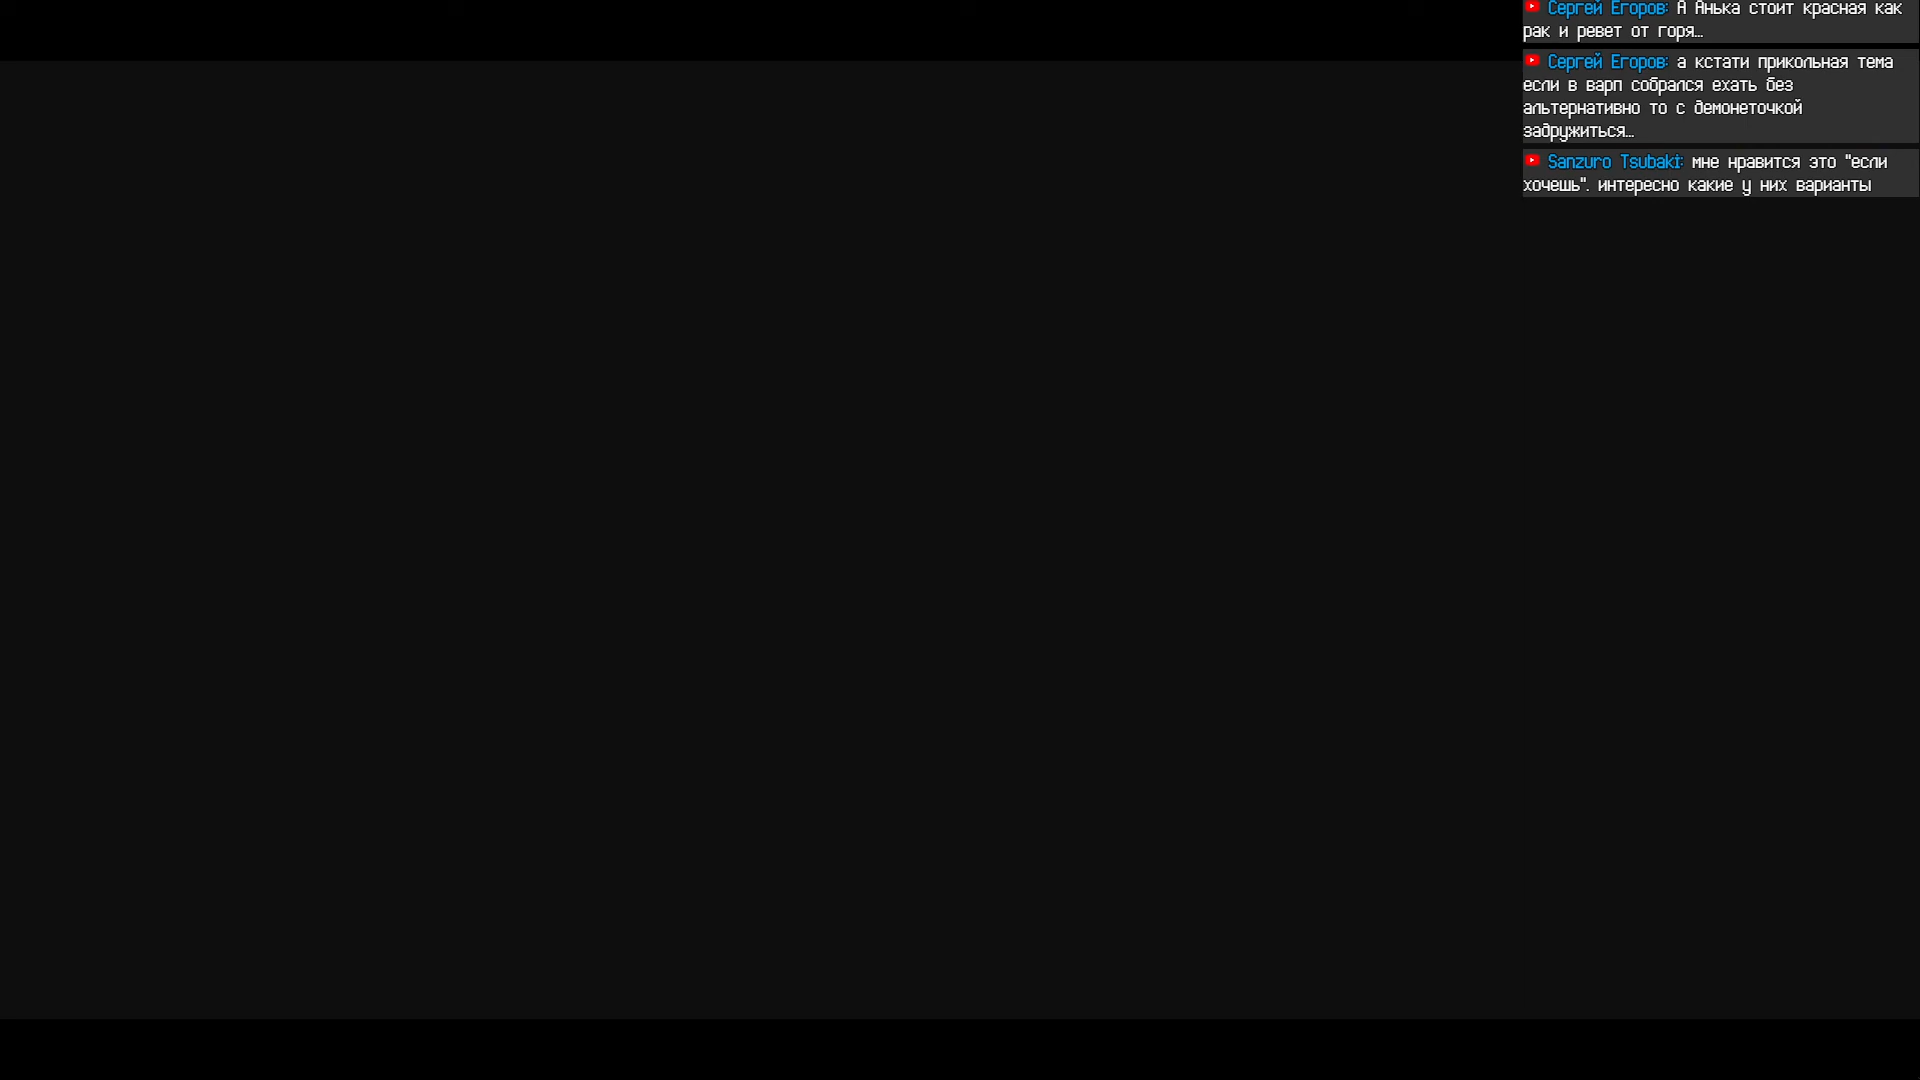 Сергей Егоров: А Анька стоит красная как
рак и ревет от горя...
Сергей Егоров: а кстати прикольная тема
если в варп собрался ехать без
альтернативно то с демонеточкой
задружиться...
Sanzuro Tsubaki: мне нравится это "если
хочешь". интересно какие у них варианты